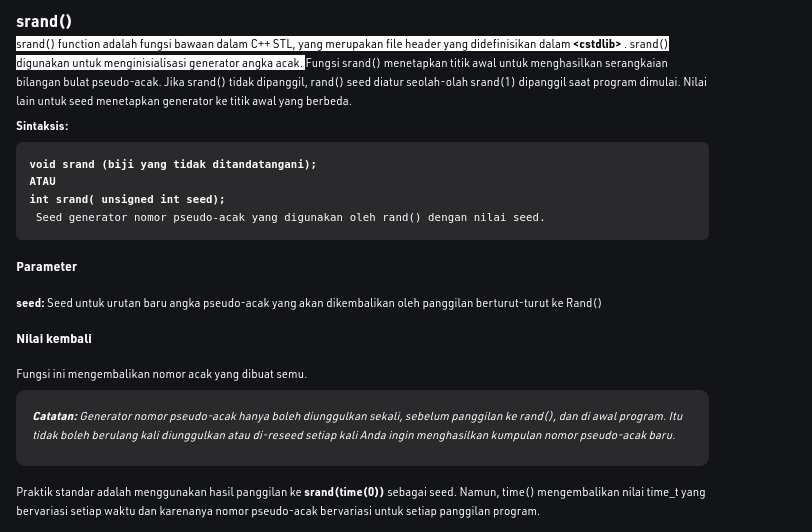 srand()
srand() function adalah fungsi bawaan dalam C++ STL, yang merupakan file header yang didefinisikan dalam <cstdlib> . srand()
digunakan untuk menginisialisasi generator angka acak. Fungsi srand() menetapkan titik awal untuk menghasilkan serangkaian
bilangan bulat pseudo-acak. Jika srand() tidak dipanggil, rand() seed diatur seolah-olah srand(1) dipanggil saat program dimulai. Nilai
lain untuk seed menetapkan generator ke titik awal yang berbeda.
Sintaksis:
void srand (biji yang tidak ditandatangani);
ATAU
int srand( unsigned int seed);
Seed generator nomor pseudo-acak yang digunakan oleh rand() dengan nilai seed.
Parameter
seed: Seed untuk urutan baru angka pseudo-acak yang akan dikembalikan oleh panggilan berturut-turut ke Rand()
Nilai kembali
Fungsi ini mengembalikan nomor acak yang dibuat semu.
Catatan: Generator nomor pseudo-acak hanya boleh diunggulkan sekali, sebelum panggilan ke rand(), dan di awal program. Itu
tidak boleh berulang kali diunggulkan atau di-reseed setiap kali Anda ingin menghasilkan kumpulan nomor pseudo-acak baru.
Praktik standar adalah menggunakan hasil panggilan ke srand(time(0)) sebagai seed. Namun, time() mengembalikan nilai time_t yang
bervariasi setiap waktu dan karenanya nomor pseudo-acak bervariasi untuk setiap panggilan program.